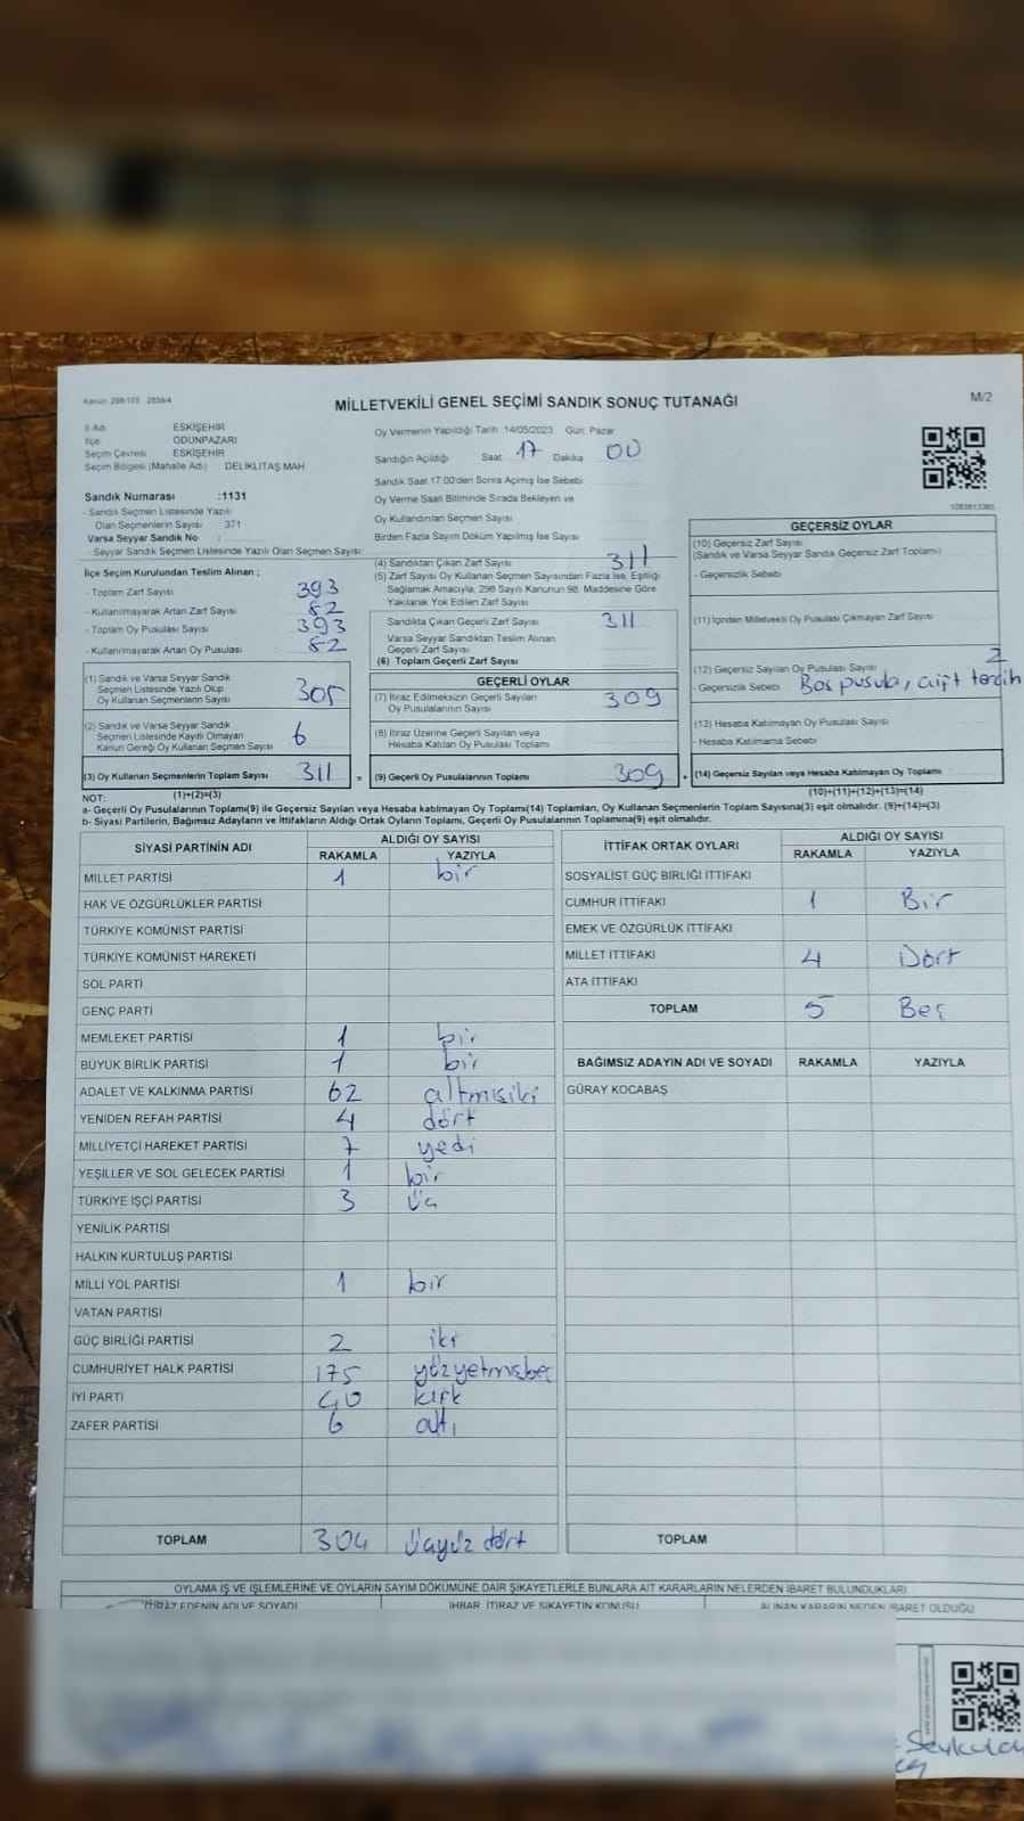 Kanun: 298/105 2839/4
MİLLETVEKİLİ GENEL SEÇİMİ SANDIK SONUÇ TUTANAĞI
M/2
İl Adı ESKİŞEHİR
İlçe ODUNPAZARI
Seçim Çevresi ESKİŞEHİR
Seçim Bölgesi (Mahalle Adı) DELİKLİTAŞ MAH
Sandık Numarası :1131
- Sandık Seçmen Listesinde Yazılı
Olan Seçmenlerin Sayısı 371
Varsa Seyyar Sandık No :
- Seyyar Sandık Seçmen Listesinde Yazılı Olan Seçmen Sayısı:
İlçe Seçim Kurulundan Teslim Alınan ;
- Toplam Zarf Sayısı 393
- Kullanılmayarak Artan Zarf Sayısı 82
- Toplam Oy Pusulası Sayısı 393
- Kullanılmayarak Artan Oy Pusulası 82
(1) Sandık ve Varsa Seyyar Sandık
Seçmen Listesinde Yazılı Olup
Oy Kullanan Seçmenlerin Sayısı 305
(2) Sandık ve Varsa Seyyar Sandık
Seçmen Listesinde Kayıtlı Olmayan
Kanun Gereği Oy Kullanan Seçmen Sayısı 6
(3) Oy Kullanan Seçmenlerin Toplam Sayısı 311 =
(1)+(2)=(3)
Oy Vermenin Yapıldığı Tarih: 14/05/2023 Gün: Pazar
Sandığın Açıldığı Saat 17 Dakika 00
Sandık Saat 17:00'den Sonra Açılmış İse Sebebi
Oy Verme Saati Bitiminde Sırada Bekleyen ve
Oy Kullandırılan Seçmen Sayısı
Birden Fazla Sayım Döküm Yapılmış İse Sayısı
(4) Sandıktan Çıkan Zarf Sayısı 311
(5) Zarf Sayısı Oy Kullanan Seçmen Sayısından Fazla İse, Eşitliği
Sağlamak Amacıyla, 298 Sayılı Kanunun 98. Maddesine Göre
Yakılarak Yok Edilen Zarf Sayısı
Sandıkta Çıkan Geçerli Zarf Sayısı 311
Varsa Seyyar Sandıktan Teslim Alınan
Geçerli Zarf Sayısı
(6) Toplam Geçerli Zarf Sayısı
GEÇERLİ OYLAR
(7) İtiraz Edilmeksizin Geçerli Sayılan
Oy Pusulalarının Sayısı 309
(8) İtiraz Üzerine Geçerli Sayılan veya
Hesaba Katılan Oy Pusulası Toplamı
(9) Geçerli Oy Pusulalarının Toplamı 309
GEÇERSİZ OYLAR
(10) Geçersiz Zarf Sayısı
(Sandık ve Varsa Seyyar Sandık Geçersiz Zarf Toplamı)
- Geçersizlik Sebebi
(11) İçinden Milletvekili Oy Pusulası Çıkmayan Zarf Sayısı
(12) Geçersiz Sayılan Oy Pusulası Sayısı 2
- Geçersizlik Sebebi Boş pusula, çift tercih
(13) Hesaba Katılmayan Oy Pusulası Sayısı
- Hesaba Katılmama Sebebi
(14) Geçersiz Sayılan veya Hesaba Katılmayan Oy Toplamı
(10)+(11)+(12)+(13)=(14)
NOT:
a- Geçerli Oy Pusulalarının Toplamı(9) ile Geçersiz Sayılan veya Hesaba katılmayan Oy Toplamı(14) Toplamları, Oy Kullanan Seçmenlerin Toplam Sayısına(3) eşit olmalıdır. (9)+(14)=(3)
b- Siyasi Partilerin, Bağımsız Adayların ve İttifakların Aldığı Ortak Oyların Toplamı, Geçerli Oy Pusulalarının Toplamına(9) eşit olmalıdır.
SİYASİ PARTİNİN ADI ALDIĞI OY SAYISI
RAKAMLA YAZIYLA
MİLLET PARTİSİ 1 bir
HAK VE ÖZGÜRLÜKLER PARTİSİ
TÜRKİYE KOMÜNİST PARTİSİ
TÜRKİYE KOMÜNİST HAREKETİ
SOL PARTİ
GENÇ PARTİ
MEMLEKET PARTİSİ 1 bir
BÜYÜK BİRLİK PARTİSİ 1 bir
ADALET VE KALKINMA PARTİSİ 62 altmışiki
YENİDEN REFAH PARTİSİ 4 dört
MİLLİYETÇİ HAREKET PARTİSİ 7 yedi
YEŞİLLER VE SOL GELECEK PARTİSİ 1 bir
TÜRKİYE İŞÇİ PARTİSİ 3 üç
YENİLİK PARTİSİ
HALKIN KURTULUŞ PARTİSİ
MİLLİ YOL PARTİSİ 1 bir
VATAN PARTİSİ
GÜÇ BİRLİĞİ PARTİSİ 2 iki
CUMHURİYET HALK PARTİSİ 175 yüzyetmişbeş
İYİ PARTİ 40 kırk
ZAFER PARTİSİ 6 altı
TOPLAM 304 üçyüz dört
İTTİFAK ORTAK OYLARI ALDIĞI OY SAYISI
RAKAMLA YAZIYLA
SOSYALİST GÜÇ BİRLİĞİ İTTİFAKI
CUMHUR İTTİFAKI 1 Bir
EMEK VE ÖZGÜRLÜK İTTİFAKI
MİLLET İTTİFAKI 4 Dört
ATA İTTİFAKI
TOPLAM 5 Beş
BAĞIMSIZ ADAYIN ADI VE SOYADI RAKAMLA YAZIYLA
GÜRAY KOCABAŞ
TOPLAM
OYLAMA İŞ VE İŞLEMLERİNE VE OYLARIN SAYIM DÖKÜMÜNE DAİR ŞİKAYETLERLE BUNLARA AİT KARARLARIN NELERDEN İBARET BULUNDUKLARI
İTİRAZ EDENİN ADI VE SOYADI İHBAR, İTİRAZ VE ŞİKAYETİN KONUSU ALINAN KARARIN NEDEN İBARET OLDUĞU